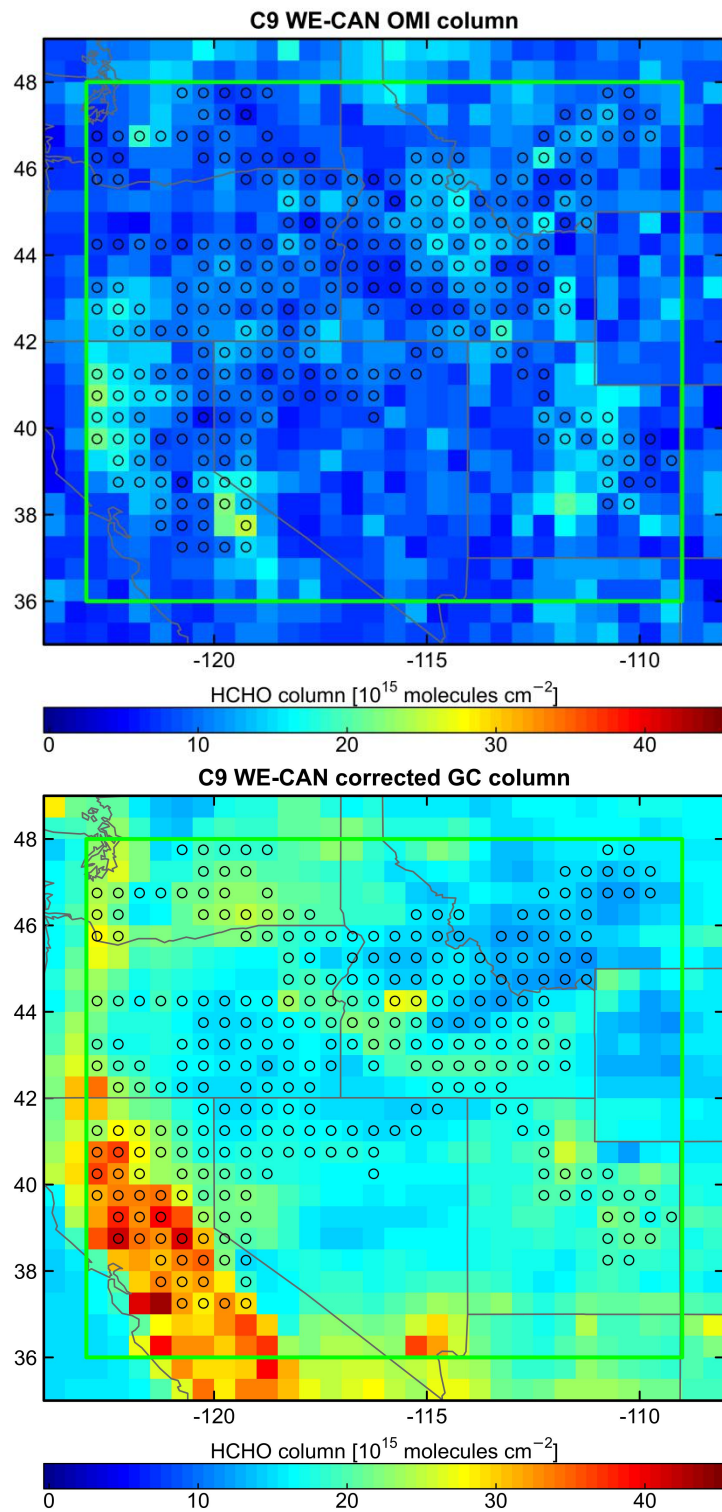 C9 WE-CAN OMI column
48
46
44
42
40
38
36
-120 -115 -110
HCHO column [10¹⁵ molecules cm⁻²]
0 10 20 30 40
C9 WE-CAN corrected GC column
48
46
44
42
40
38
36
-120 -115 -110
HCHO column [10¹⁵ molecules cm⁻²]
0 10 20 30 40